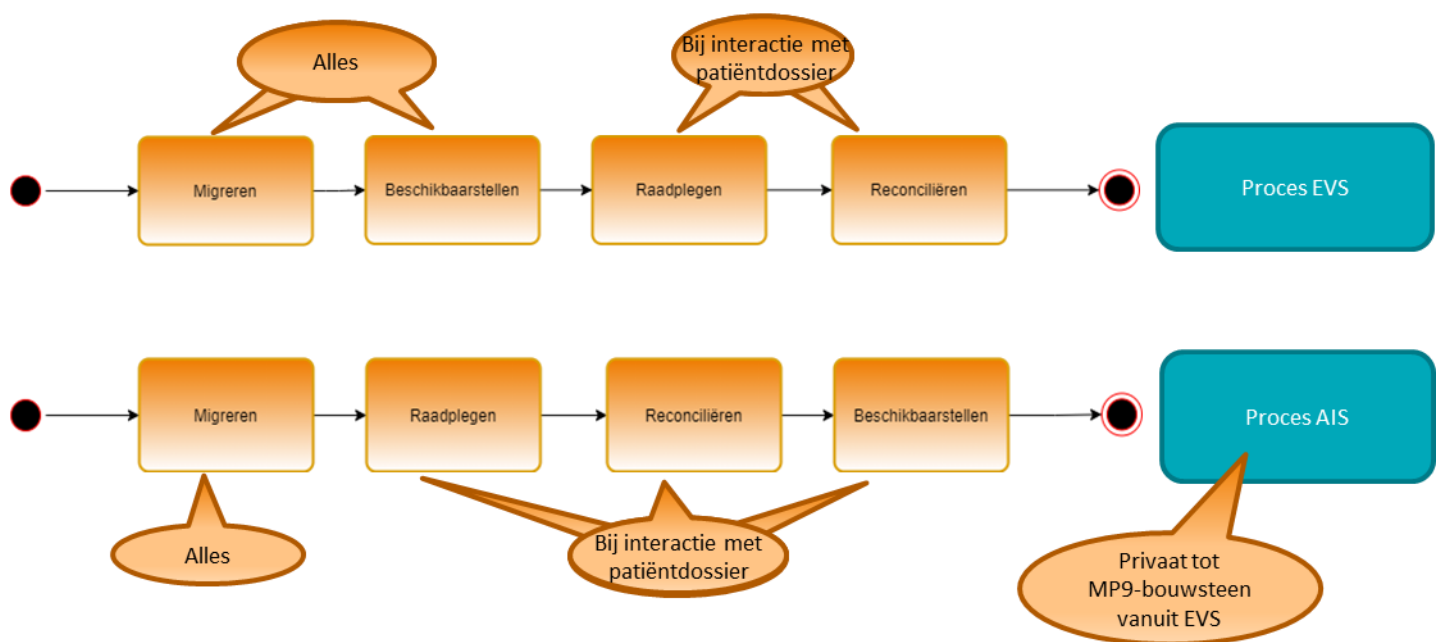 Alles
Bij interactie met
patiëntdossier
Migreren
Beschikbaarstellen
Raadplegen
Reconciliëren
Proces EVS
Migreren
Raadplegen
Reconciliëren
Beschikbaarstellen
Proces AIS
Alles
Bij interactie met
patiëntdossier
Privaat tot
MP9-bouwsteen
vanuit EVS